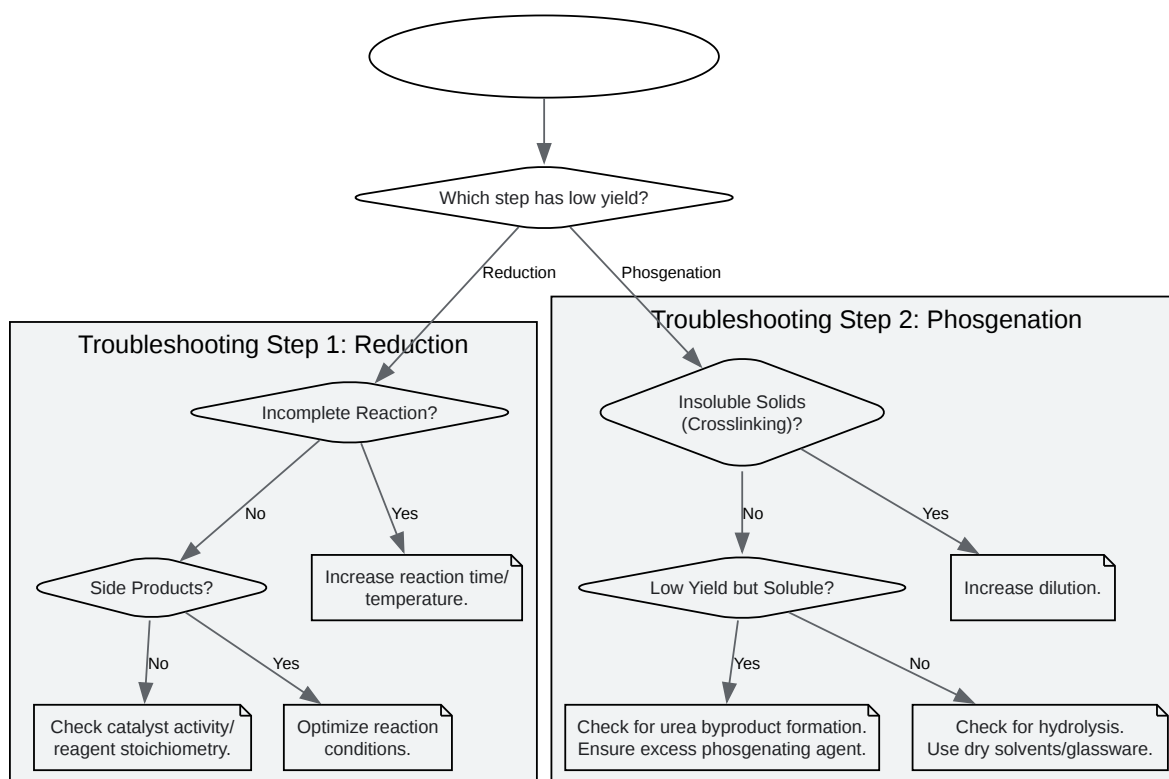 Which step has low yield?
Reduction
Phosgenation
Troubleshooting Step 1: Reduction
Incomplete Reaction?
No
Yes
Side Products?
Increase reaction time/
temperature.
No
Yes
Check catalyst activity/
reagent stoichiometry.
Optimize reaction
conditions.
Troubleshooting Step 2: Phosgenation
Insoluble Solids
(Crosslinking)?
No
Yes
Low Yield but Soluble?
Increase dilution.
Yes
No
Check for urea byproduct formation.
Ensure excess phosgenating agent.
Check for hydrolysis.
Use dry solvents/glassware.